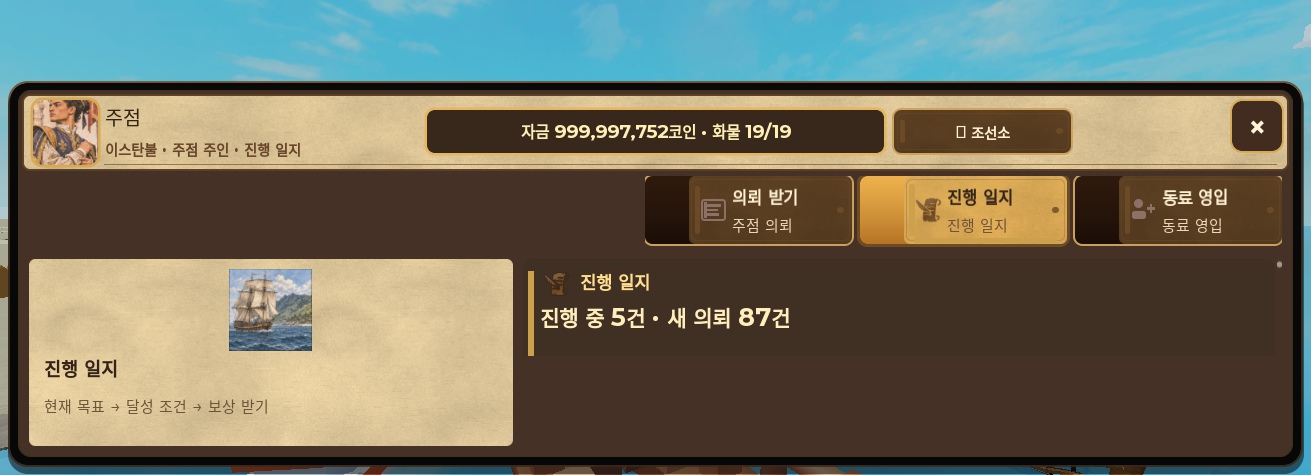 주점
이스탄불 • 주점 주인 • 진행 일지
자금 999,997,752코인 • 화물 19/19
조선소
×
의뢰 받기
주점 의뢰
진행 일지
진행 일지
동료 영입
동료 영입
진행 일지
현재 목표 → 달성 조건 → 보상 받기
진행 일지
진행 중 5건 • 새 의뢰 87건